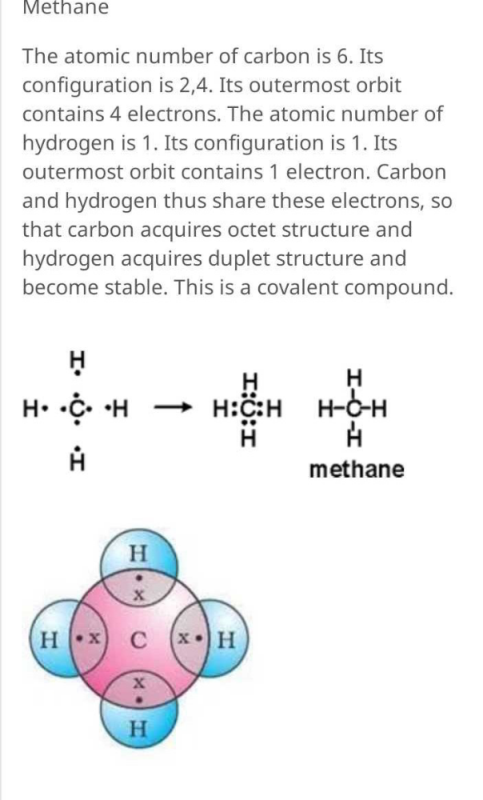 Methane
The atomic number of carbon is 6. Its
configuration is 2,4. Its outermost orbit
contains 4 electrons. The atomic number of
hydrogen is 1. Its configuration is 1. Its
outermost orbit contains 1 electron. Carbon
and hydrogen thus share these electrons, so
that carbon acquires octet structure and
hydrogen acquires duplet structure and
become stable. This is a covalent compound.
H H H
H• •C• •H → H:C:H H–C–H
H H H
methane
H
• x
H • x C x • H
x •
H